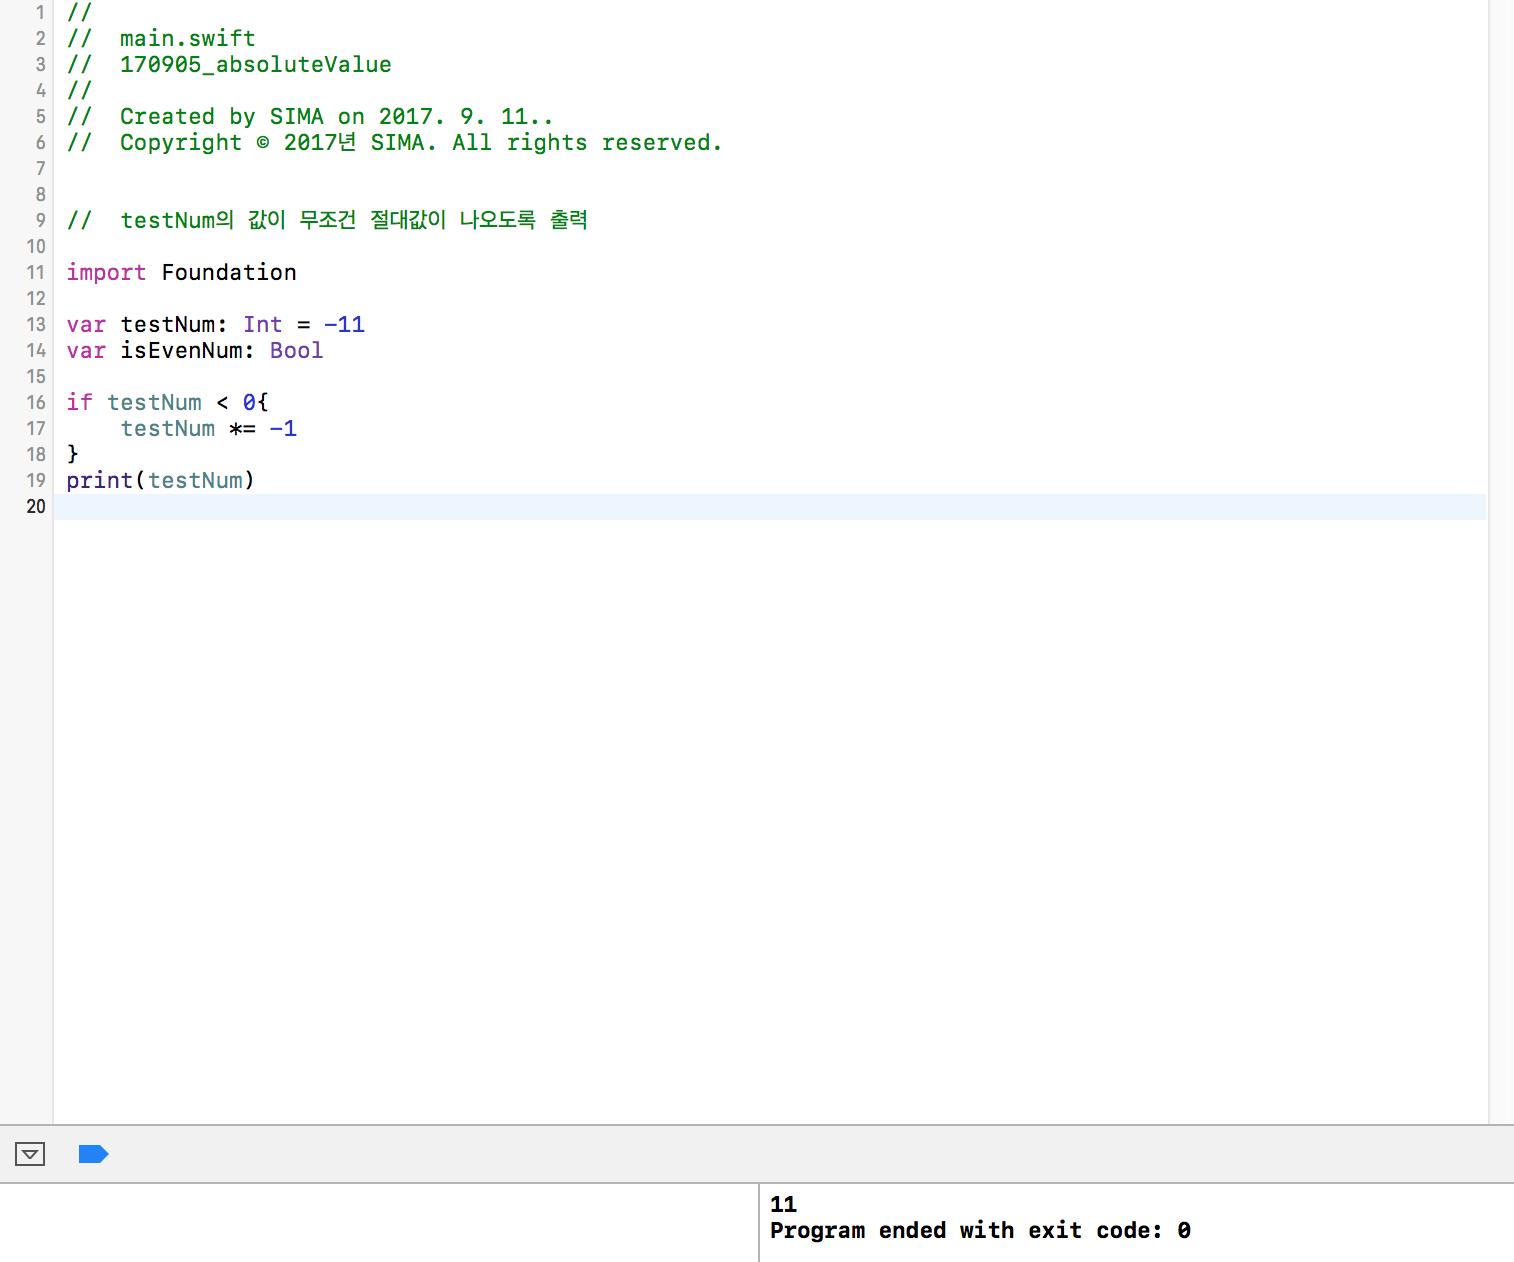 1 //
2 //  main.swift
3 //  170905_absoluteValue
4 //
5 //  Created by SIMA on 2017. 9. 11..
6 //  Copyright © 2017년 SIMA. All rights reserved.
7
8
9 //  testNum의 값이 무조건 절대값이 나오도록 출력
10
11 import Foundation
12
13 var testNum: Int = -11
14 var isEvenNum: Bool
15
16 if testNum < 0{
17     testNum *= -1
18 }
19 print(testNum)
20
11
Program ended with exit code: 0